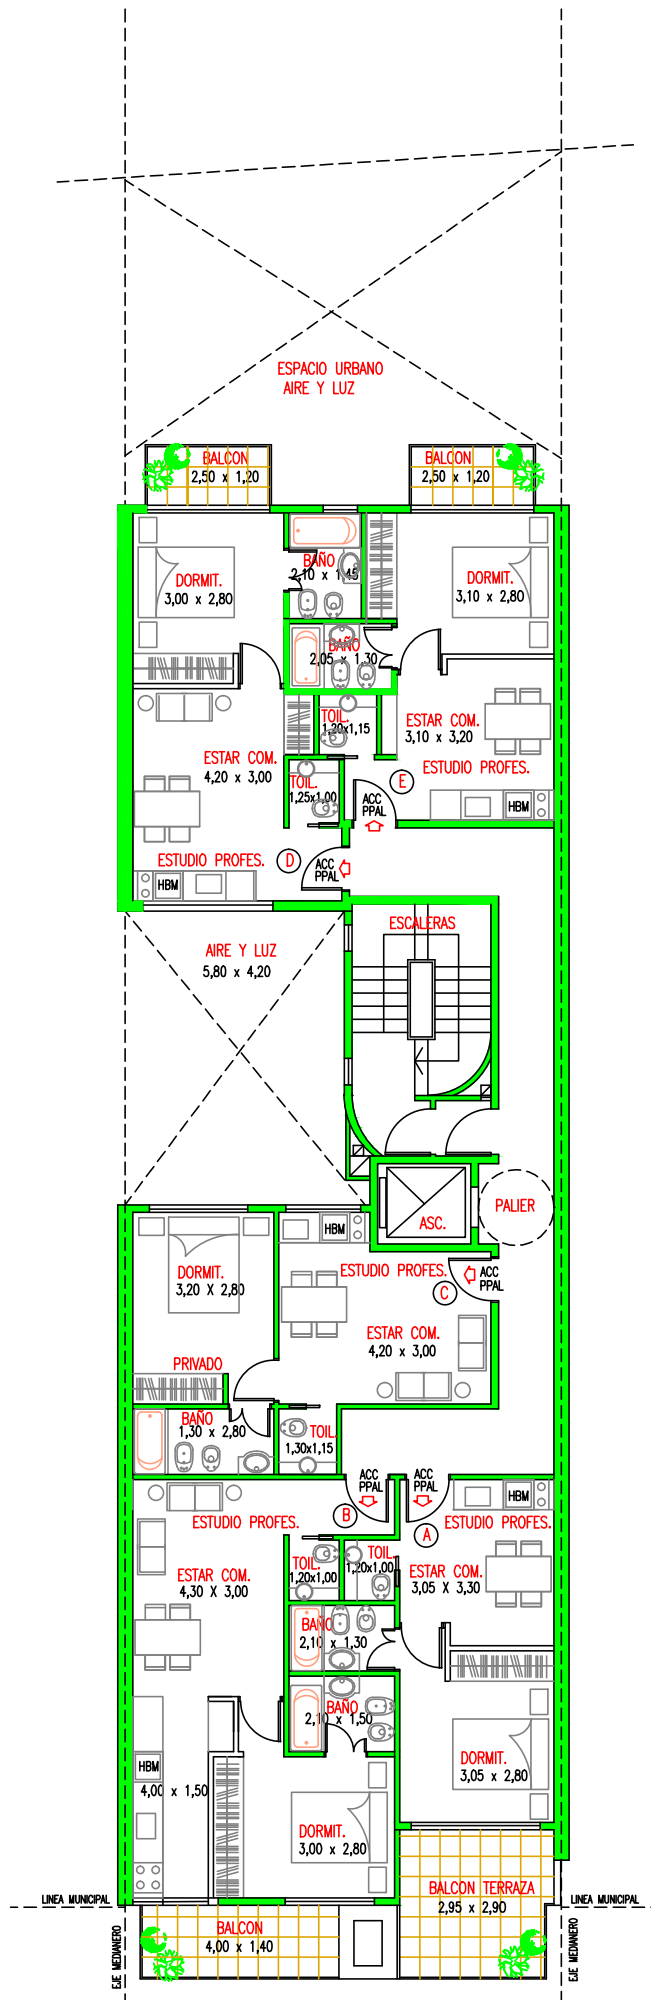 ESPACIO URBANO
AIRE Y LUZ
BALCON
2,50 x 1,20
BALCON
2,50 x 1,20
BAÑO
2,10 x 1,45
DORMIT.
3,00 x 2,80
DORMIT.
3,10 x 2,80
BAÑO
2,05 x 1,30
TOIL.
1,20x1,15
ESTAR COM.
3,10 x 3,20
ESTAR COM.
4,20 x 3,00
ESTUDIO PROFES.
TOIL.
1,25x1,00
E
ACC
PPAL
HBM
ESTUDIO PROFES.
D
ACC
PPAL
HBM
ESCALERAS
AIRE Y LUZ
5,80 x 4,20
PALIER
ASC.
HBM
DORMIT.
3,20 x 2,80
ESTUDIO PROFES.
ACC
PPAL
C
ESTAR COM.
4,20 x 3,00
PRIVADO
BAÑO
1,30 x 2,80
TOIL.
1,30x1,15
ACC
PPAL
ACC
PPAL
HBM
ESTUDIO PROFES.
B
A
ESTUDIO PROFES.
TOIL.
1,20x1,00
TOIL.
1,20x1,00
ESTAR COM.
4,30 x 3,00
ESTAR COM.
3,05 x 3,30
BAÑO
2,10 x 1,30
BAÑO
2,10 x 1,50
HBM
4,00 x 1,50
DORMIT.
3,05 x 2,80
DORMIT.
3,00 x 2,80
BALCON TERRAZA
2,95 x 2,90
LINEA MUNICIPAL
LINEA MUNICIPAL
BALCON
4,00 x 1,40
EJE MEDIANERO
EJE MEDIANERO